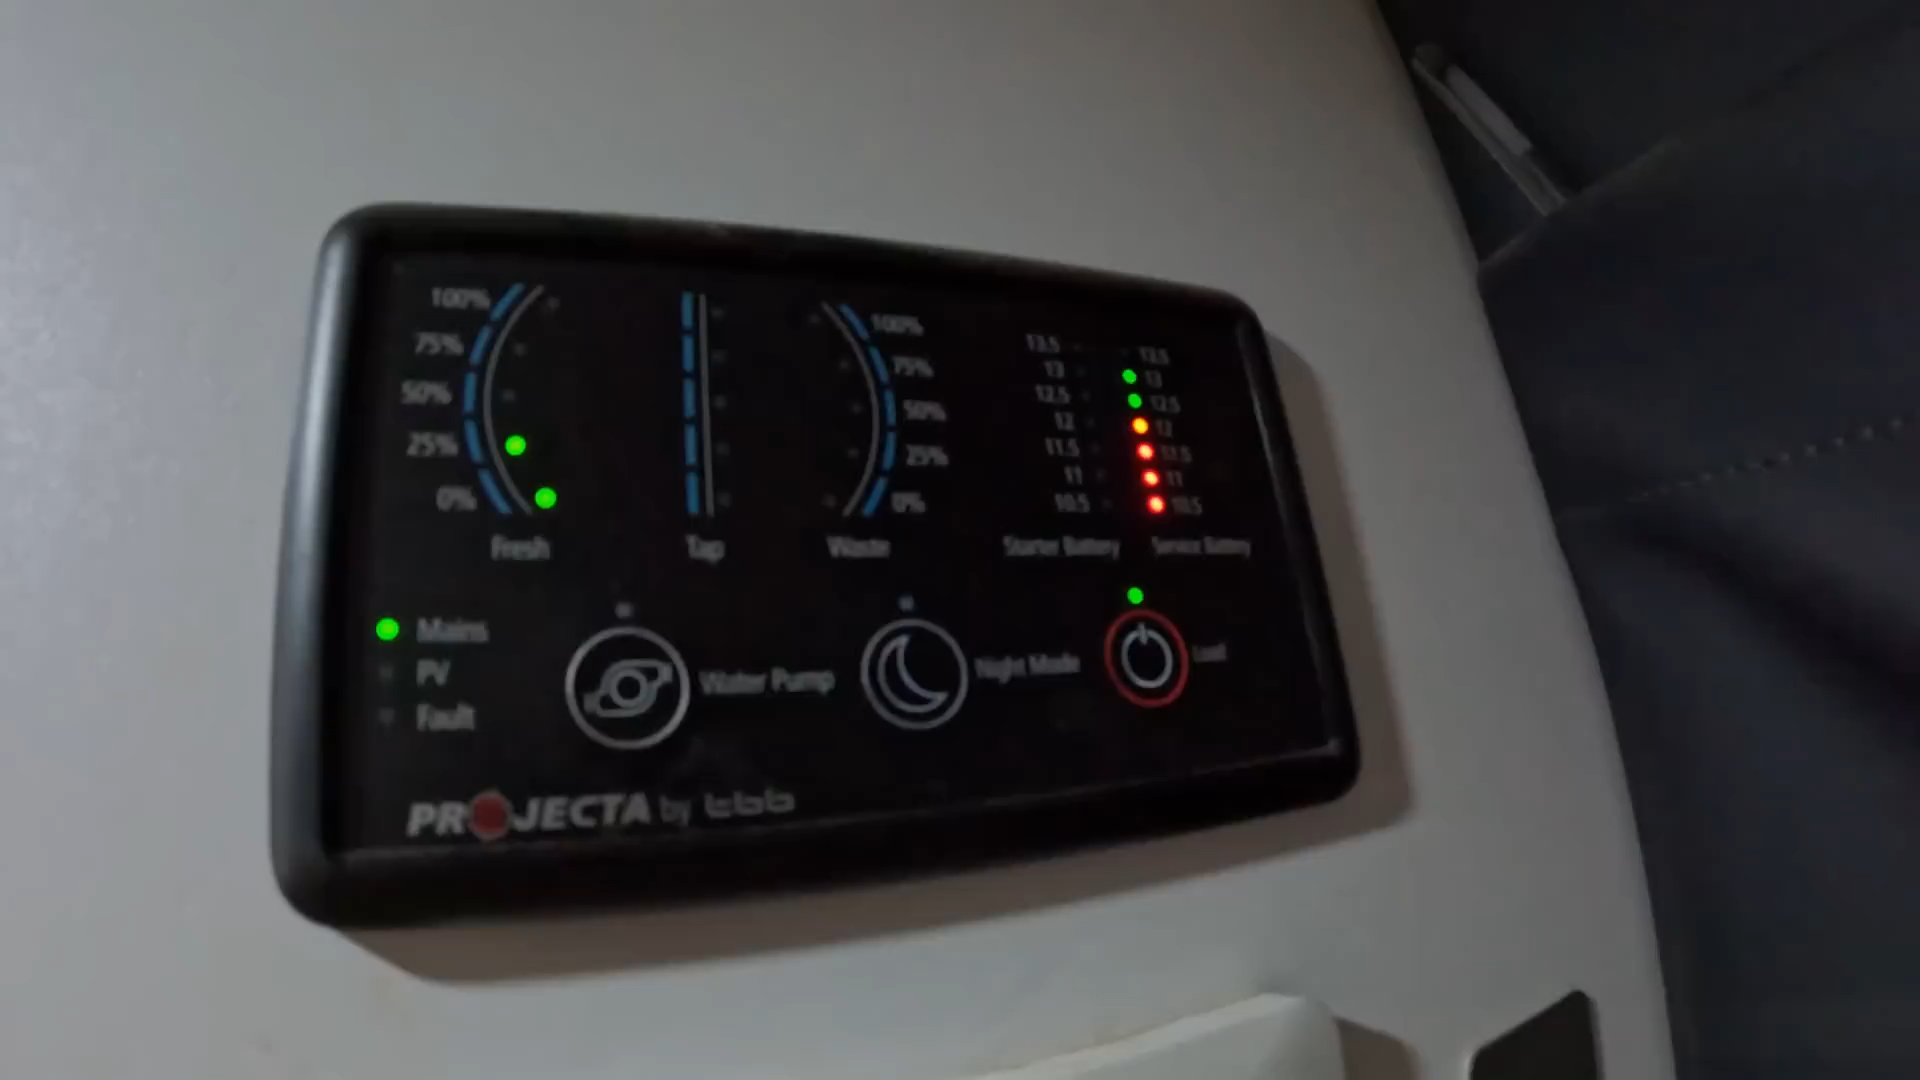 100%
75%
50%
25%
0%
Fresh
Tap
100%
75%
50%
25%
0%
Waste
13.5
13
12.5
12
11.5
11
10.5
Starter Battery
13.5
13
12.5
12
11.5
11
10.5
Service Battery
Mains
PV
Fault
Water Pump
Night Mode
Load
PROJECTA by tbb